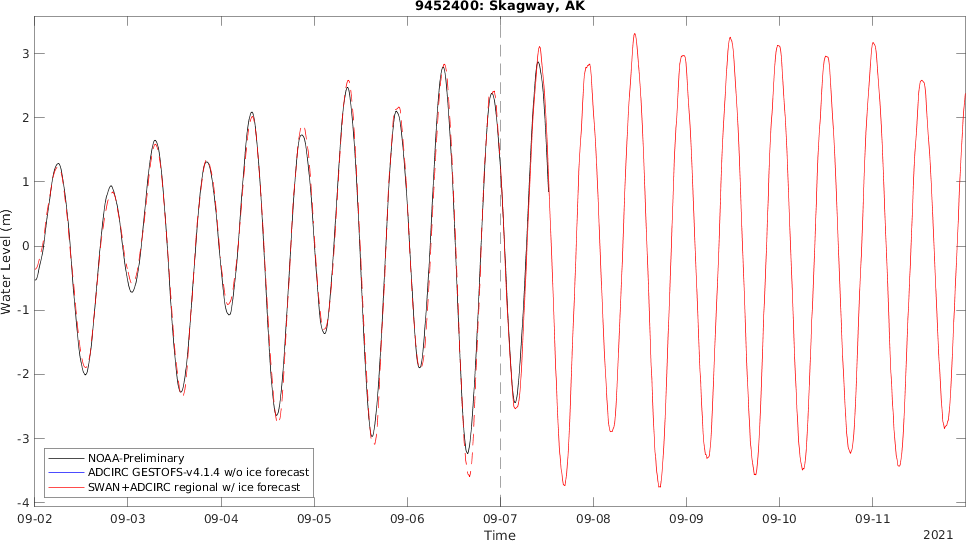 9452400: Skagway, AK
Water Level (m)
3
2
1
0
-1
-2
-3
-4
NOAA-Preliminary
ADCIRC GESTOFS-v4.1.4 w/o ice forecast
SWAN+ADCIRC regional w/ ice forecast
09-02 09-03 09-04 09-05 09-06 09-07 09-08 09-09 09-10 09-11
Time
2021